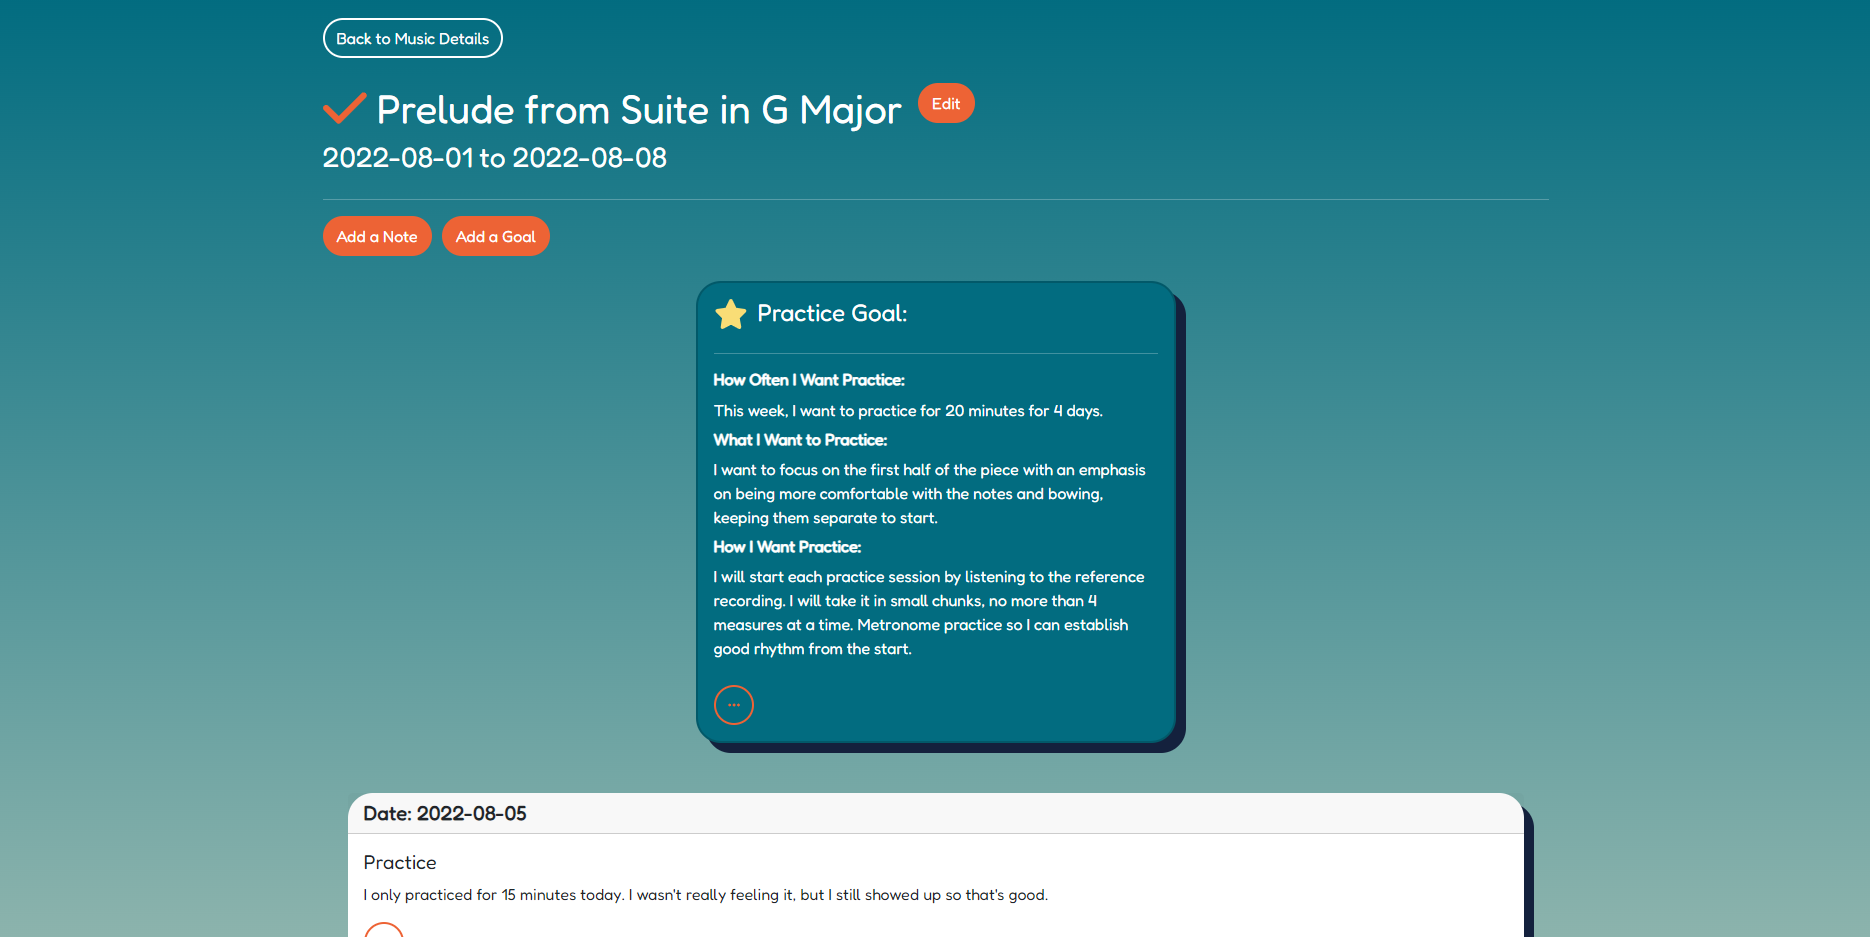 Back to Music Details
Prelude from Suite in G Major Edit
2022-08-01 to 2022-08-08
Add a Note Add a Goal
Practice Goal:
How Often I Want Practice:
This week, I want to practice for 20 minutes for 4 days.
What I Want to Practice:
I want to focus on the first half of the piece with an emphasis
on being more comfortable with the notes and bowing,
keeping them separate to start.
How I Want Practice:
I will start each practice session by listening to the reference
recording. I will take it in small chunks, no more than 4
measures at a time. Metronome practice so I can establish
good rhythm from the start.
...
Date: 2022-08-05
Practice
I only practiced for 15 minutes today. I wasn't really feeling it, but I still showed up so that's good.